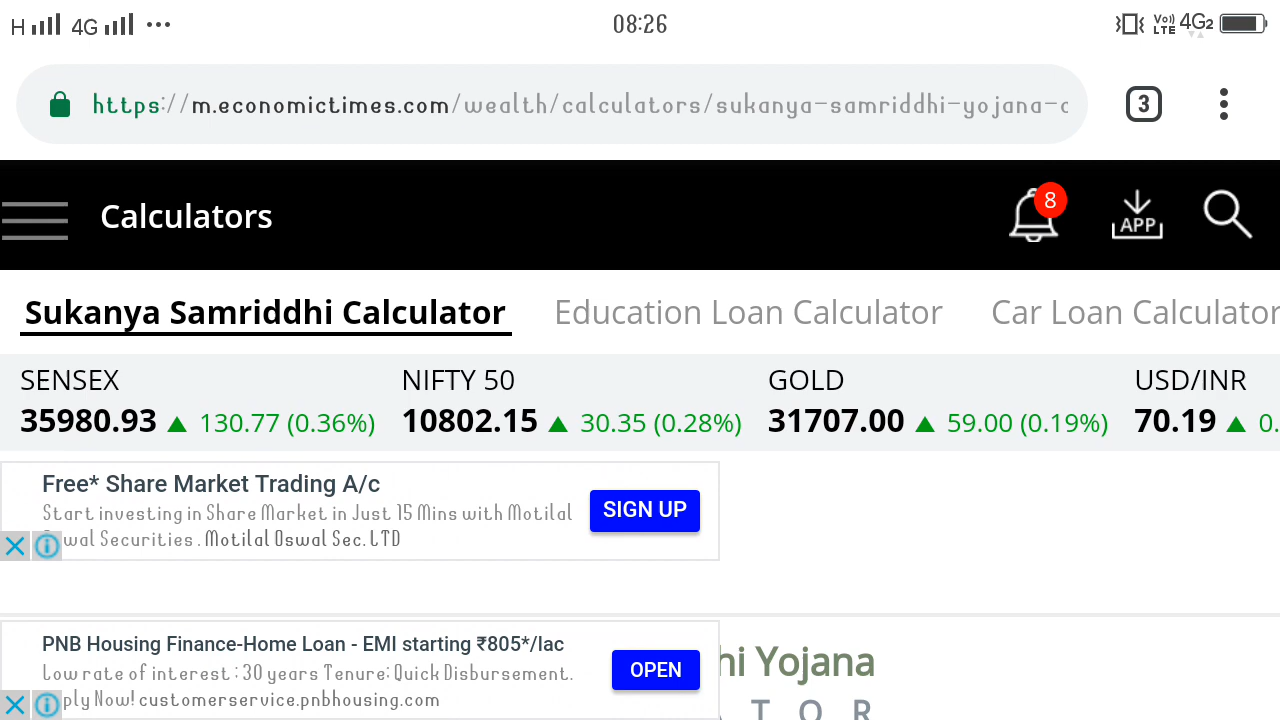 H 4G 08:26 Vo)) LTE 4G2
https://m.economictimes.com/wealth/calculators/sukanya-samriddhi-yojana-c 3
Calculators 8 APP
Sukanya Samriddhi Calculator Education Loan Calculator Car Loan Calculator
SENSEX NIFTY 50 GOLD USD/INR
35980.93 ▲ 130.77 (0.36%) 10802.15 ▲ 30.35 (0.28%) 31707.00 ▲ 59.00 (0.19%) 70.19 ▲ 0.
Free* Share Market Trading A/c
Start investing in Share Market in Just 15 Mins with Motilal
wal Securities. Motilal Oswal Sec. LTD
SIGN UP
PNB Housing Finance-Home Loan - EMI starting ₹805*/lac
Low rate of interest : 30 years Tenure: Quick Disbursement.
ply Now! customerservice.pnbhousing.com
OPEN
hi Yojana
T O R